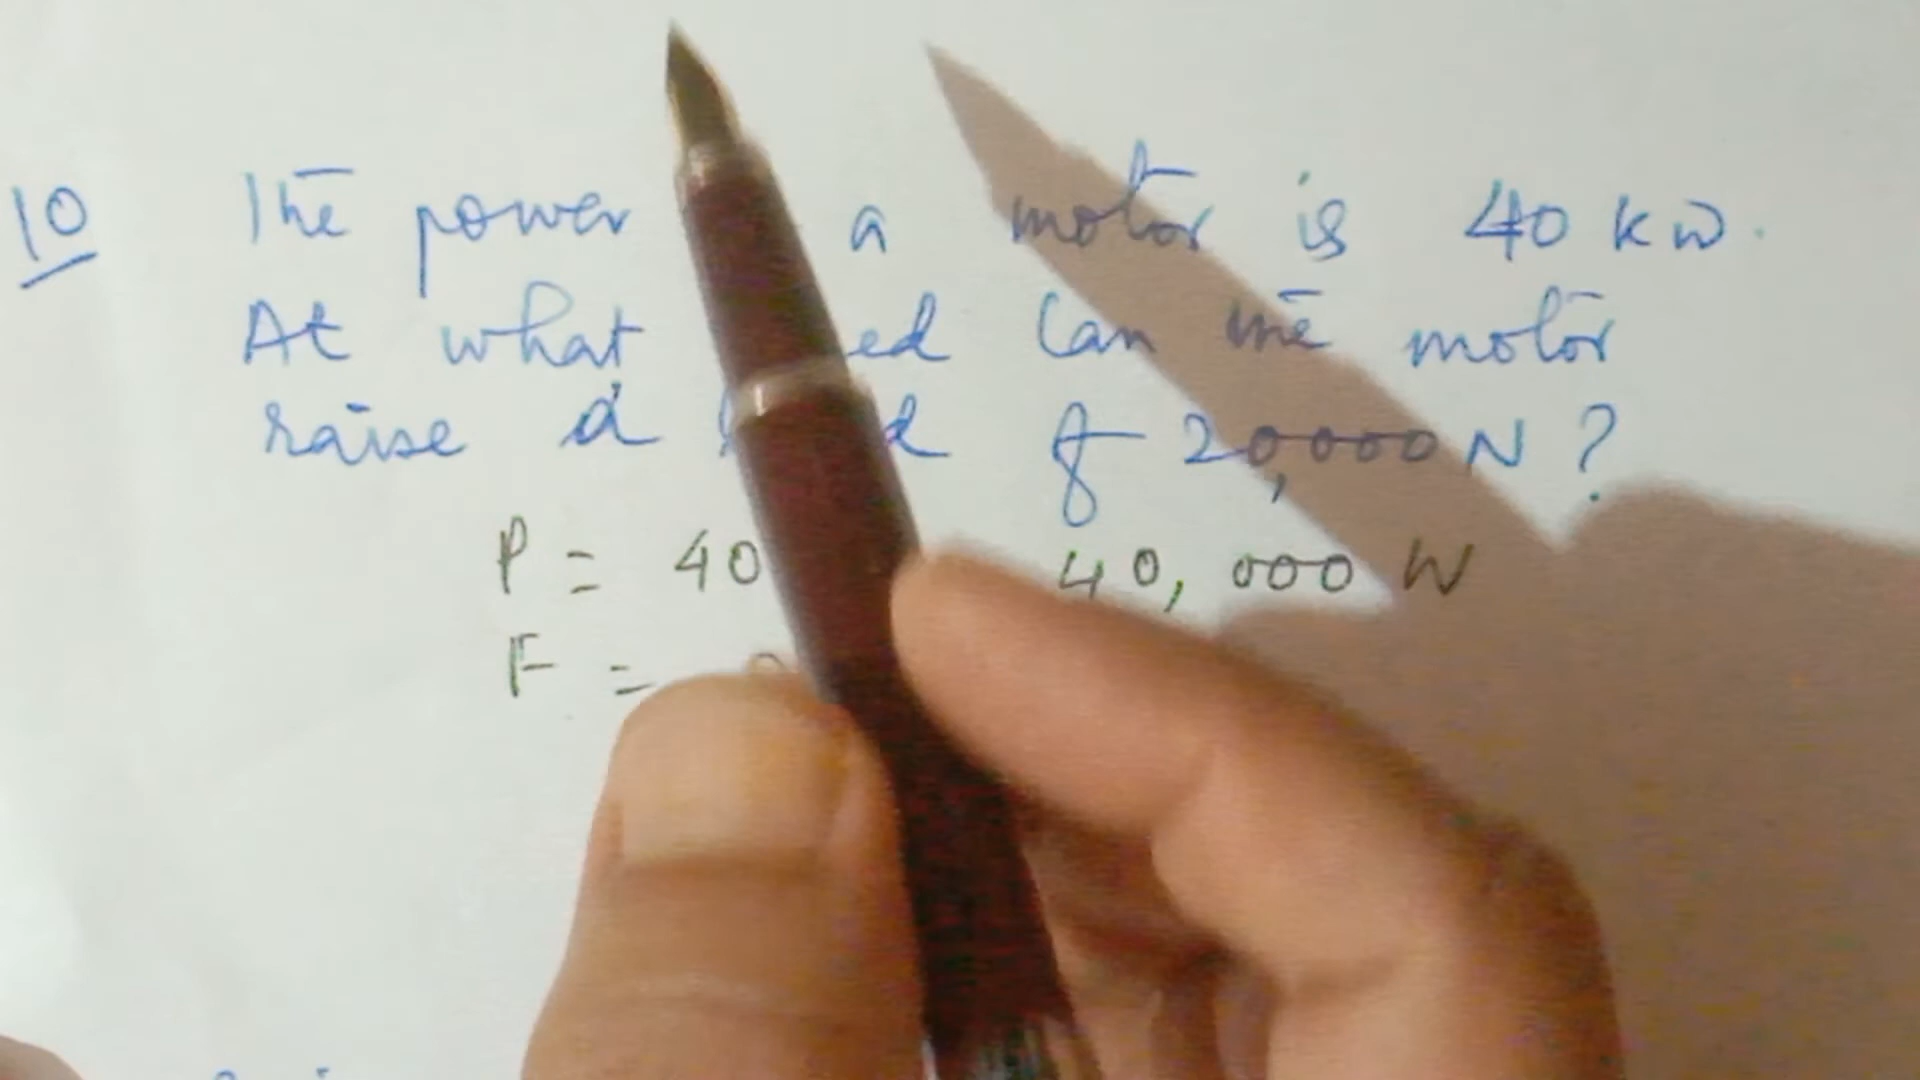 10 The power a motor is 40 kW.
At what can the motor
raise a of 20,000 N ?
P = 40 40,000 W
F =